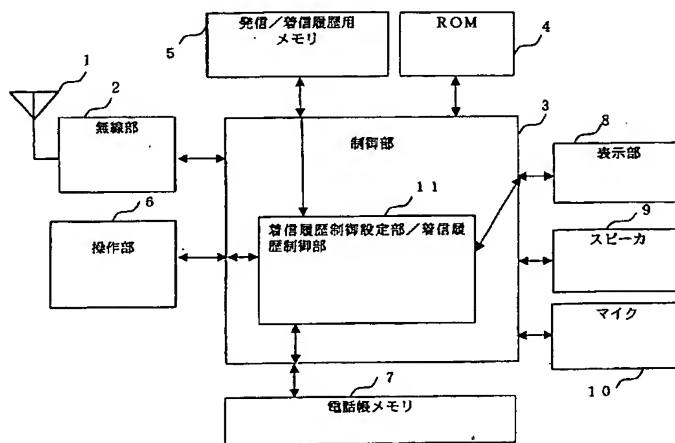 発信/着信履歴用
メモリ
5
ROM
4
1
2
無線部
3
制御部
8
表示部
11
着信履歴制御設定部/着信履
歴制御部
6
操作部
9
スピーカ
マイク
10
7
電話帳メモリ